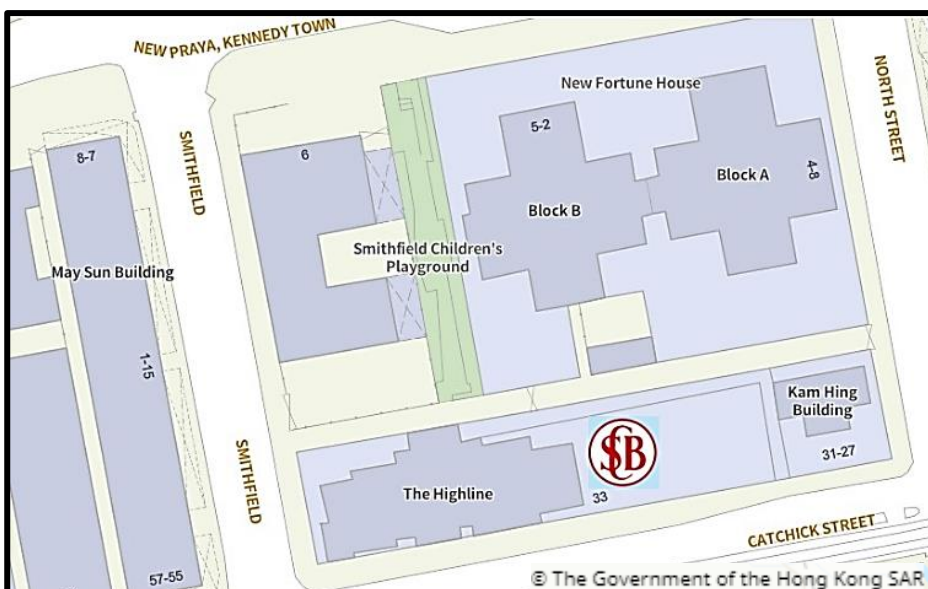 NEW PRAYA, KENNEDY TOWN
NORTH STREET
SMITHFIELD
New Fortune House
5-2
8-7
6
4-8
Block A
Block B
Smithfield Children's
Playground
May Sun Building
1-15
Kam Hing
Building
31-27
SMITHFIELD
SCB
The Highline
33
CATCHICK STREET
57-55
© The Government of the Hong Kong SAR